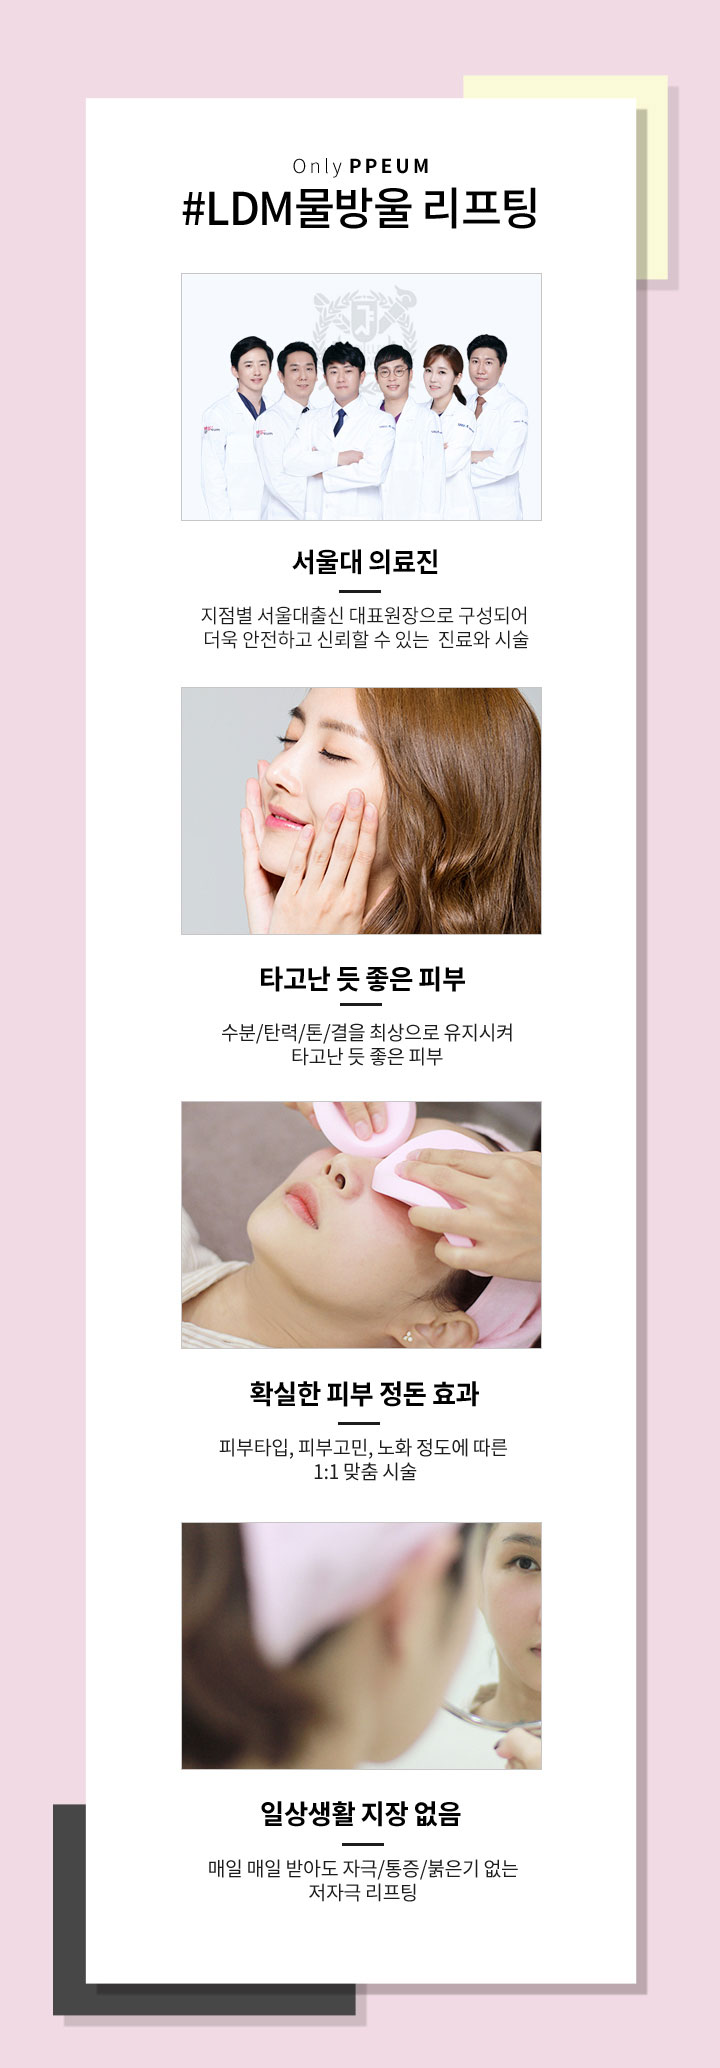 Only PPEUM
#LDM물방울 리프팅
서울대 의료진
지점별 서울대출신 대표원장으로 구성되어
더욱 안전하고 신뢰할 수 있는 진료와 시술
타고난 듯 좋은 피부
수분/탄력/톤/결을 최상으로 유지시켜
타고난 듯 좋은 피부
확실한 피부 정돈 효과
피부타입, 피부고민, 노화 정도에 따른
1:1 맞춤 시술
일상생활 지장 없음
매일 매일 받아도 자극/통증/붉은기 없는
저자극 리프팅